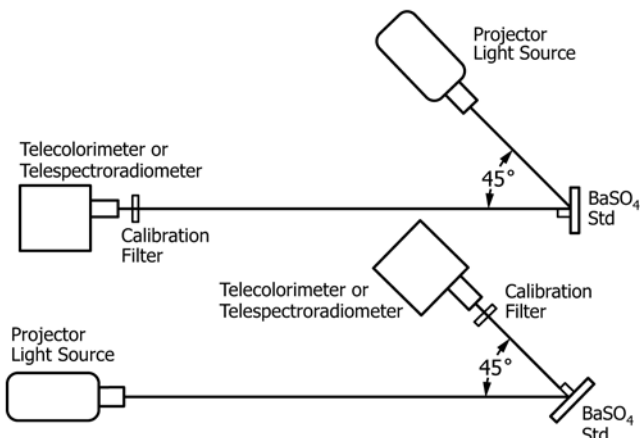 Projector
Light Source
Telecolorimeter or
Telespectroradiometer
45°
BaSO₄
Std
Calibration
Filter
Telecolorimeter or
Telespectroradiometer
Calibration
Filter
Projector
Light Source
45°
BaSO₄
Std